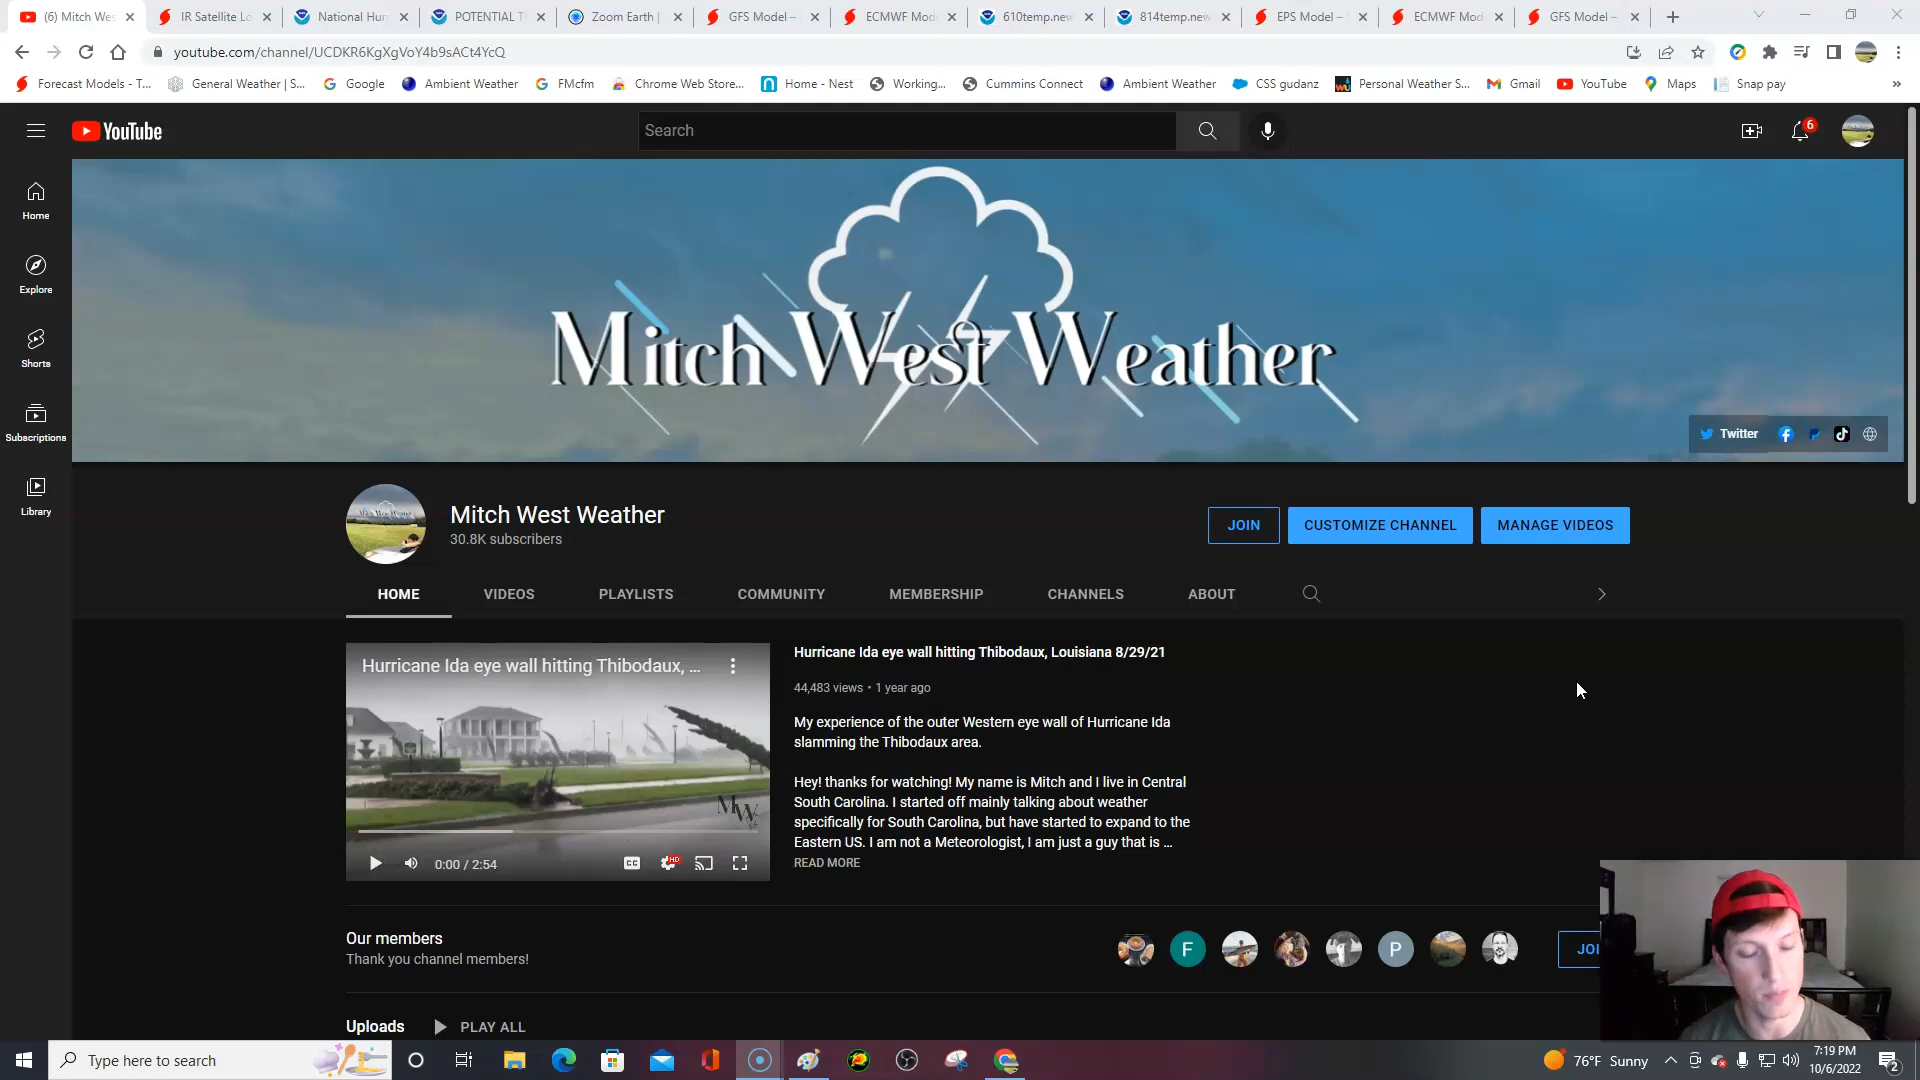 (6) Mitch Wes
IR Satellite Lo
National Hur
POTENTIAL T
Zoom Earth |
GFS Model –
ECMWF Mod
610temp.new
814temp.new
EPS Model –
ECMWF Mod
GFS Model –
youtube.com/channel/UCDKR6KgXgVoY4b9sACt4YcQ
Forecast Models - T...
General Weather | S...
Google
Ambient Weather
FMcfm
Chrome Web Store...
Home - Nest
Working...
Cummins Connect
Ambient Weather
CSS gudanz
Personal Weather S...
Gmail
YouTube
Maps
Snap pay
»
YouTube
Search
6
Home
Explore
Shorts
Subscriptions
Library
Mitch West Weather
Twitter
Mitch West Weather
30.8K subscribers
JOIN
CUSTOMIZE CHANNEL
MANAGE VIDEOS
HOME
VIDEOS
PLAYLISTS
COMMUNITY
MEMBERSHIP
CHANNELS
ABOUT
Hurricane Ida eye wall hitting Thibodaux, ...
MW
0:00 / 2:54
CC
HD
Hurricane Ida eye wall hitting Thibodaux, Louisiana 8/29/21
44,483 views • 1 year ago
My experience of the outer Western eye wall of Hurricane Ida
slamming the Thibodaux area.
Hey! thanks for watching! My name is Mitch and I live in Central
South Carolina. I started off mainly talking about weather
specifically for South Carolina, but have started to expand to the
Eastern US. I am not a Meteorologist, I am just a guy that is ...
READ MORE
Our members
Thank you channel members!
F
P
JOI
Uploads
PLAY ALL
Type here to search
76°F Sunny
7:19 PM
10/6/2022
2